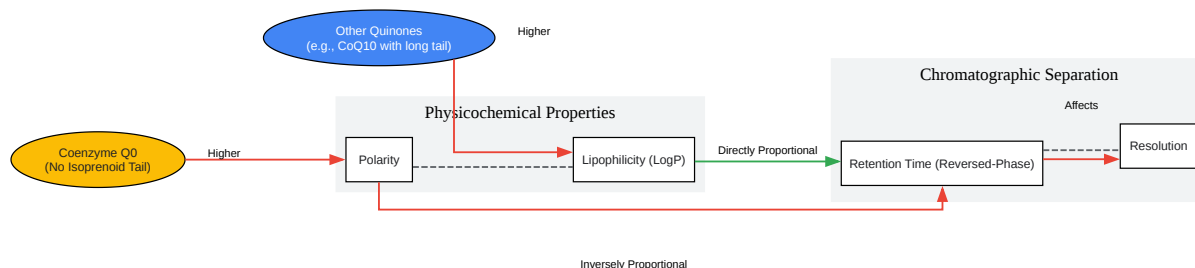 Other Quinones
(e.g., CoQ10 with long tail)
Higher
Chromatographic Separation
Physicochemical Properties
Affects
Coenzyme Q0
(No Isoprenoid Tail)
Higher
Polarity
Lipophilicity (LogP)
Directly Proportional
Retention Time (Reversed-Phase)
Resolution
Inversely Proportional